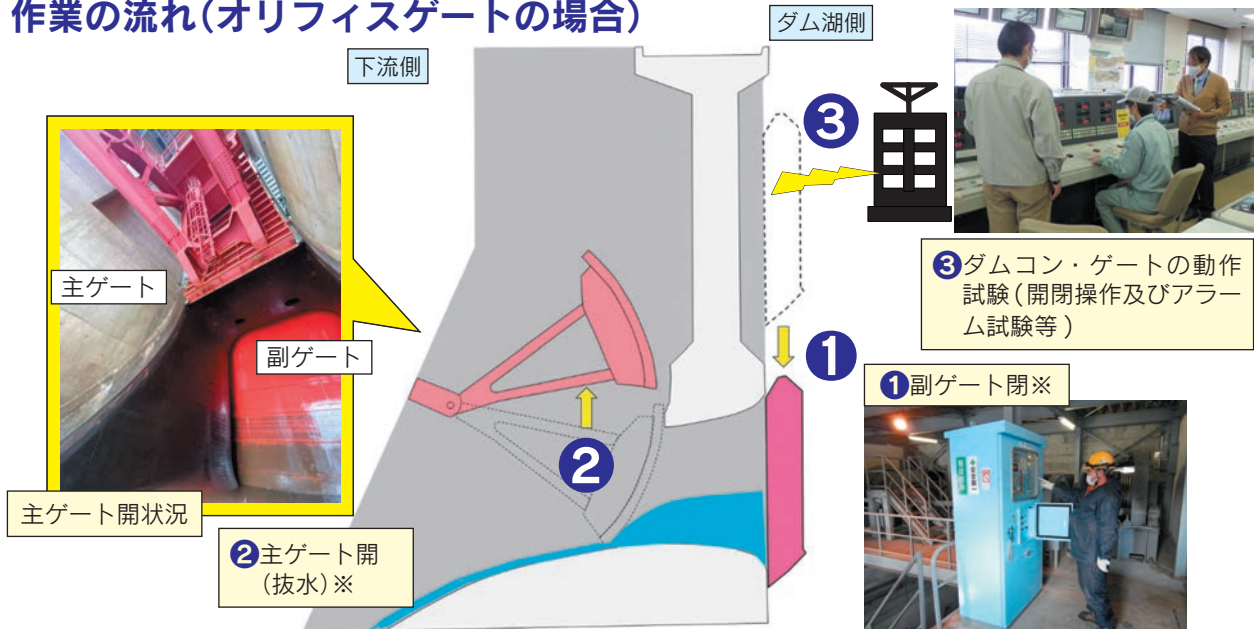 作業の流れ(オリフィスゲートの場合)
下流側
ダム湖側
主ゲート
副ゲート
主ゲート開状況
❷主ゲート開
(抜水)※
❷
❶
❸
❸ダムコン・ゲートの動作
試験(開閉操作及びアラー
ム試験等)
❶副ゲート閉※